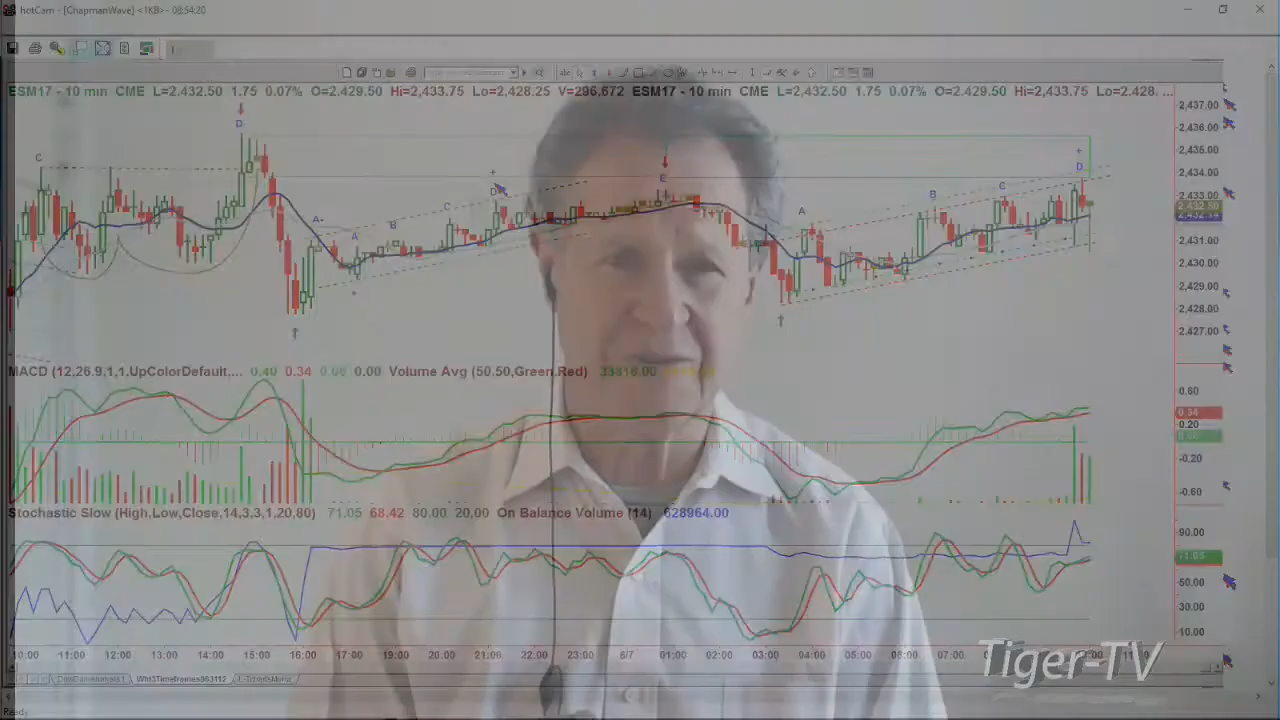 hotCam - [ChapmanWave] <1KB> - 08:54:20
ESM17 - 10 min CME L=2,432.50 1.75 0.07% O=2,429.50 Hi=2,433.75 Lo=2,428.25 V=296,672 ESM17 - 10 min CME L=2,432.50 1.75 0.07% O=2,429.50 Hi=2,433.75 Lo=2,428. ...
2,437.00
D
2,436.00
2,435.00
C
D
2,434.00
E
C
2,433.00
D
B
C
A
A
2,431.00
A
B
2,430.00
2,429.00
2,428.00
2,427.00
MACD (12,26,9,1,1,UpColorDefault,... 0.40 0.34 0.06 0.00 Volume Avg (50,50,Green,Red) 33816.00
0.60
0.34
0.20
-0.20
-0.60
Stochastic Slow (High,Low,Close,14,3,3,1,20,80) 71.05 68.42 80.00 20.00 On Balance Volume (14) 628964.00
90.00
71.05
50.00
30.00
10.00
10:00 11:00 12:00 13:00 14:00 15:00 16:00 17:00 19:00 20:00 21:00 22:00 23:00 6/7 01:00 02:00 03:00 04:00 05:00 06:00 07:00
Tiger-TV
Ready